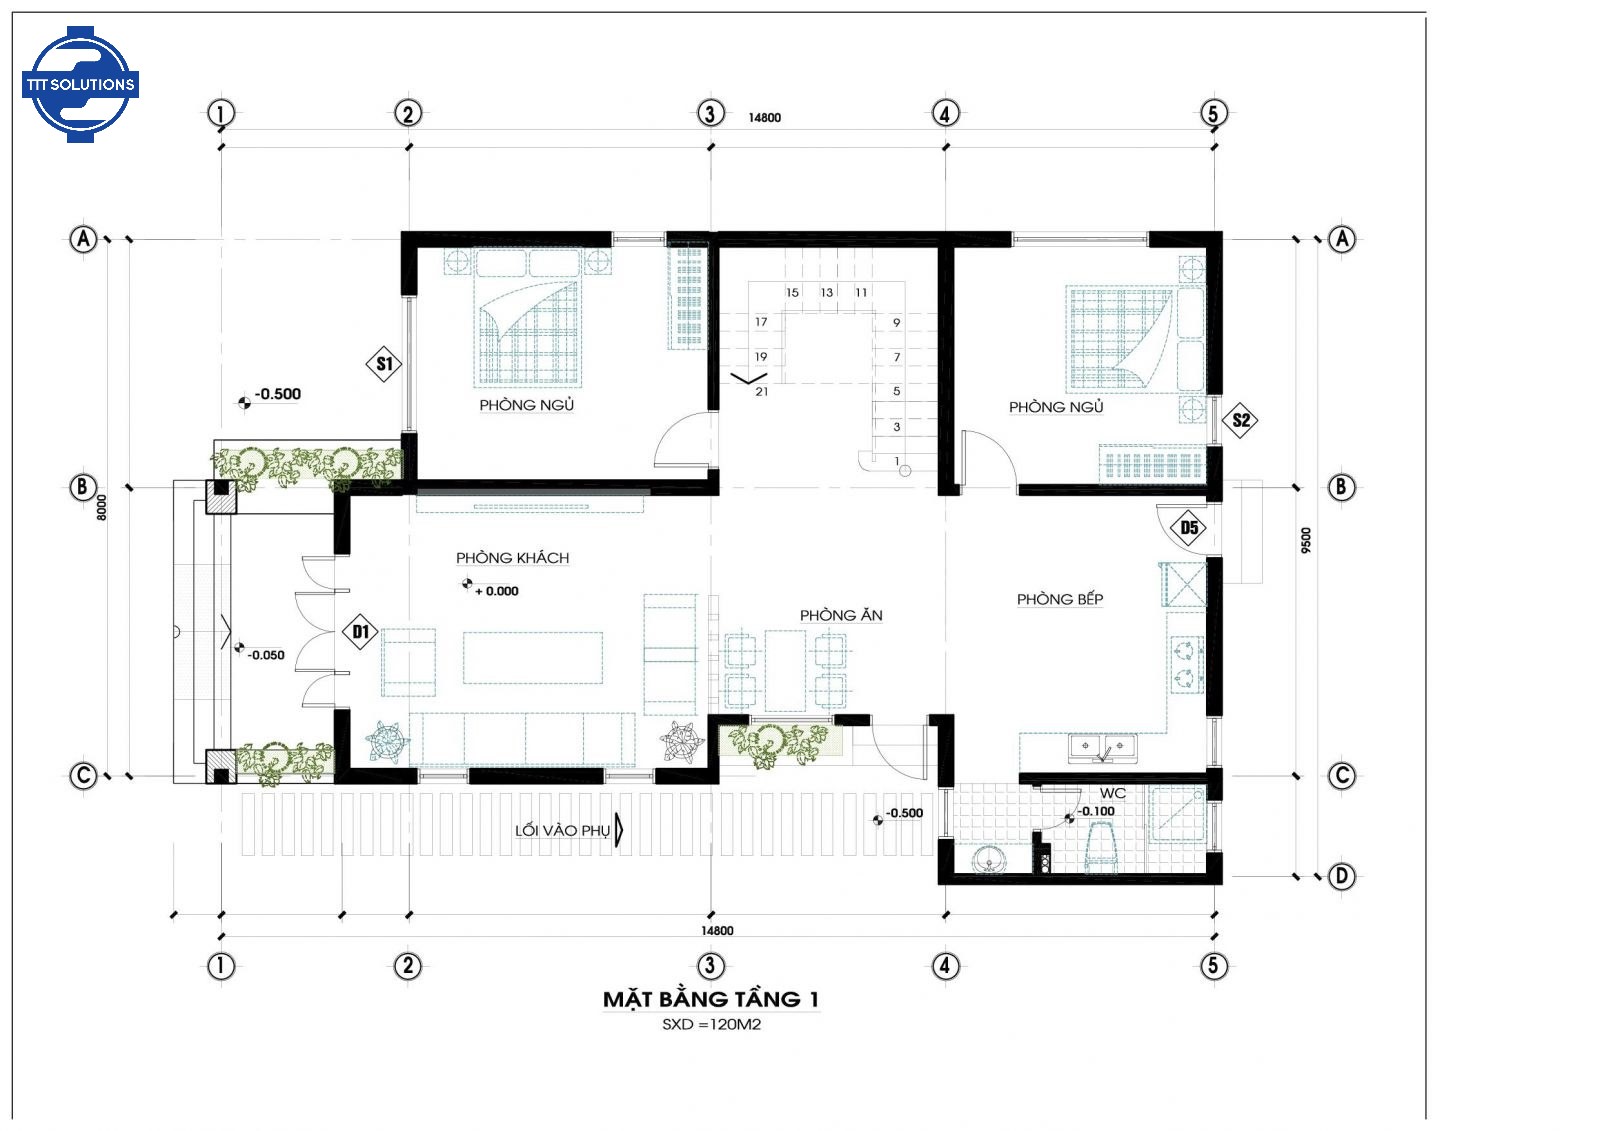 TTT SOLUTIONS
1 2 3 4 5
14800
A A
15 13 11
17 9
S1 19 7
-0.500 21 5
PHÒNG NGỦ PHÒNG NGỦ
S2
3
1
B B
8000
D5
9500
PHÒNG KHÁCH
+ 0.000
PHÒNG BẾP
PHÒNG ĂN
D1
-0.050
C C
WC
-0.500 -0.100
LỐI VÀO PHỤ
D
14800
1 2 3 4 5
MẶT BẰNG TẦNG 1
SXD =120M2